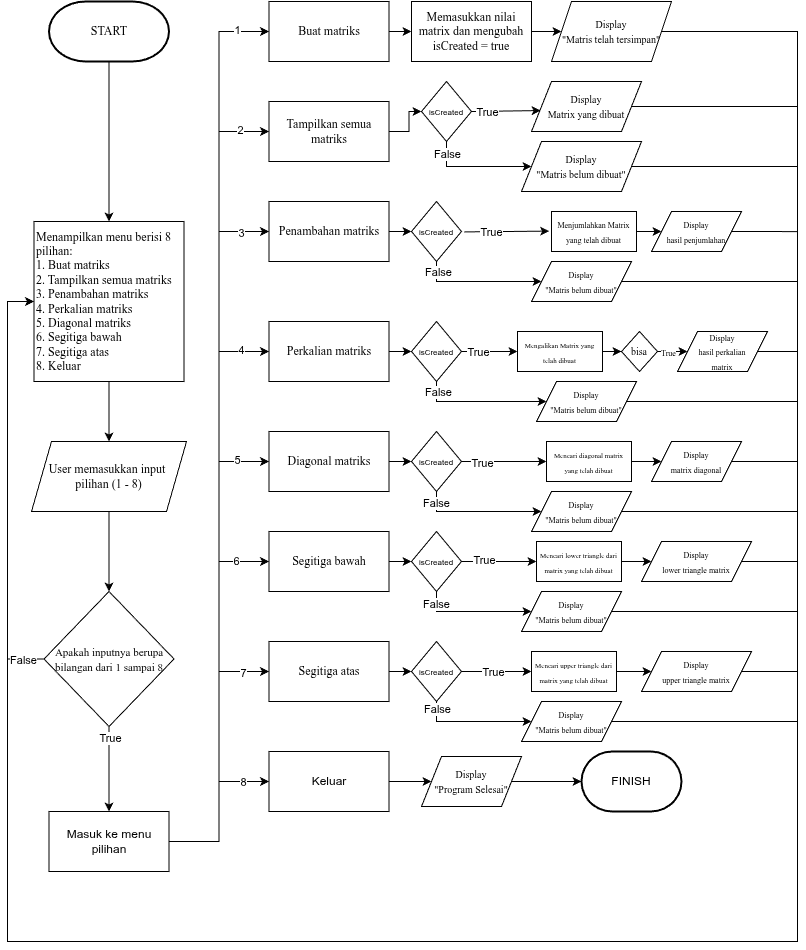 START
Menampilkan menu berisi 8
pilihan:
1. Buat matriks
2. Tampilkan semua matriks
3. Penambahan matriks
4. Perkalian matriks
5. Diagonal matriks
6. Segitiga bawah
7. Segitiga atas
8. Keluar
User memasukkan input
pilihan (1 - 8)
Apakah inputnya berupa
bilangan dari 1 sampai 8
False
True
Masuk ke menu
pilihan
1
Buat matriks
Memasukkan nilai
matrix dan mengubah
isCreated = true
Display
"Matris telah tersimpan"
2
Tampilkan semua
matriks
isCreated
True
Display
Matrix yang dibuat
False
Display
"Matris belum dibuat"
3
Penambahan matriks
isCreated
True
Menjumlahkan Matrix
yang telah dibuat
Display
hasil penjumlahan
False
Display
"Matris belum dibuat"
4
Perkalian matriks
isCreated
True
Mengalikan Matrix yang
telah dibuat
bisa
True
Display
hasil perkalian
matrix
False
Display
"Matris belum dibuat"
5
Diagonal matriks
isCreated
True
Mencari diagonal matrix
yang telah dibuat
Display
matrix diagonal
False
Display
"Matris belum dibuat"
6
Segitiga bawah
isCreated
True
Mencari lower triangle dari
matrix yang telah dibuat
Display
lower triangle matrix
False
Display
"Matris belum dibuat"
7
Segitiga atas
isCreated
True
Mencari upper triangle dari
matrix yang telah dibuat
Display
upper triangle matrix
False
Display
"Matris belum dibuat"
8
Keluar
Display
"Program Selesai"
FINISH